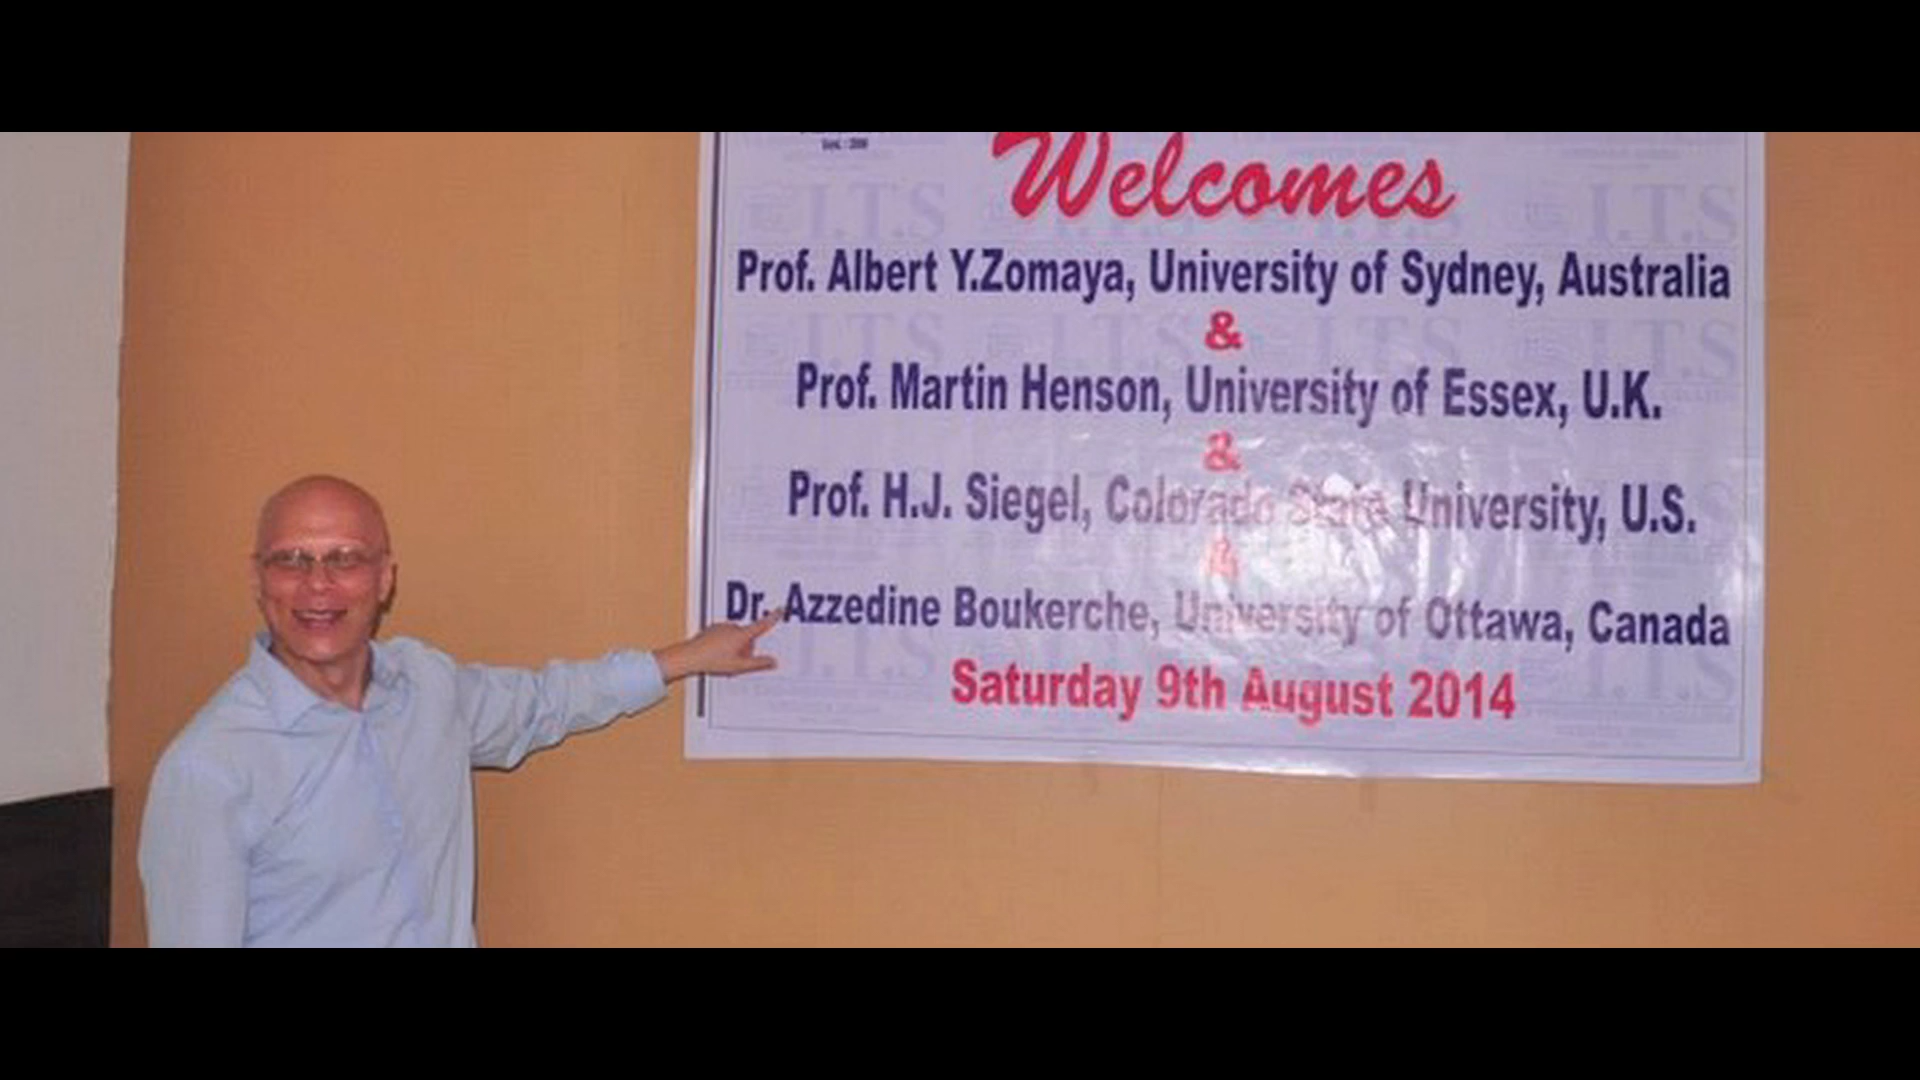 Welcomes
Prof. Albert Y.Zomaya, University of Sydney, Australia
&
Prof. Martin Henson, University of Essex, U.K.
&
Prof. H.J. Siegel, Colorado State University, U.S.
&
Dr. Azzedine Boukerche, University of Ottawa, Canada
Saturday 9th August 2014
I.T.S